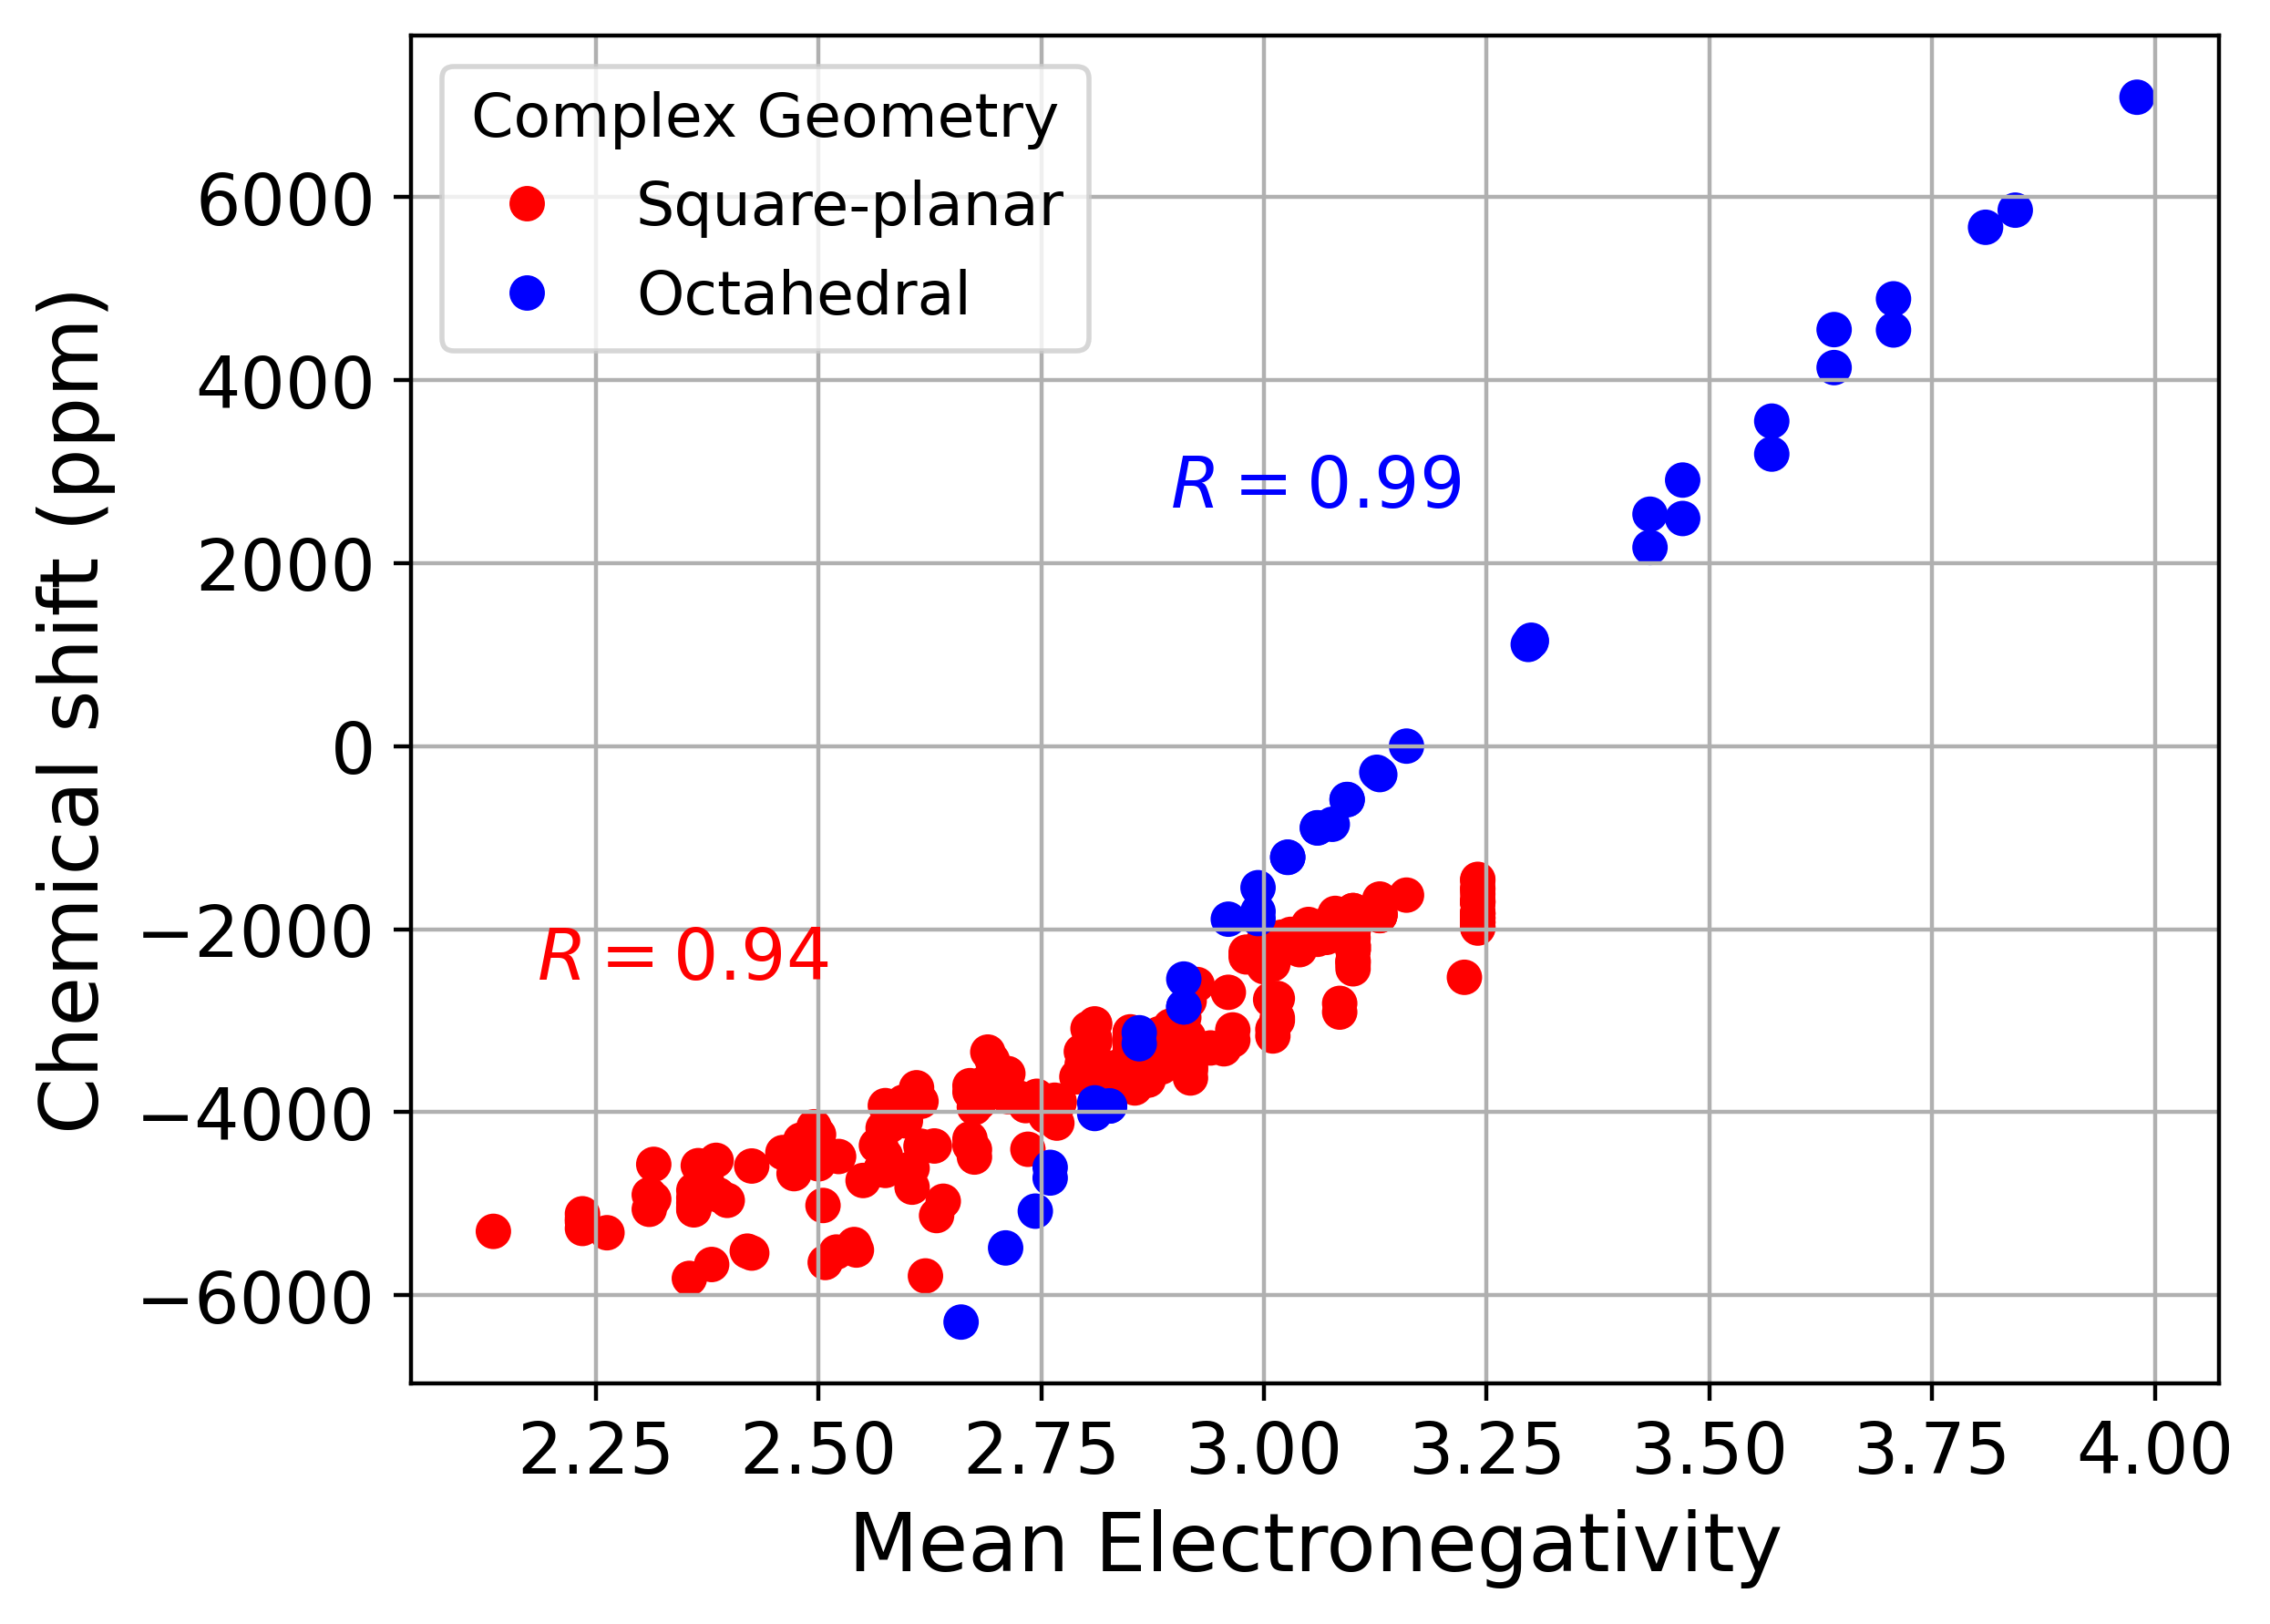 Complex Geometry
Square-planar
Octahedral
R = 0.99
R = 0.94
6000
4000
2000
0
−2000
−4000
−6000
Chemical shift (ppm)
2.25 2.50 2.75 3.00 3.25 3.50 3.75 4.00
Mean Electronegativity